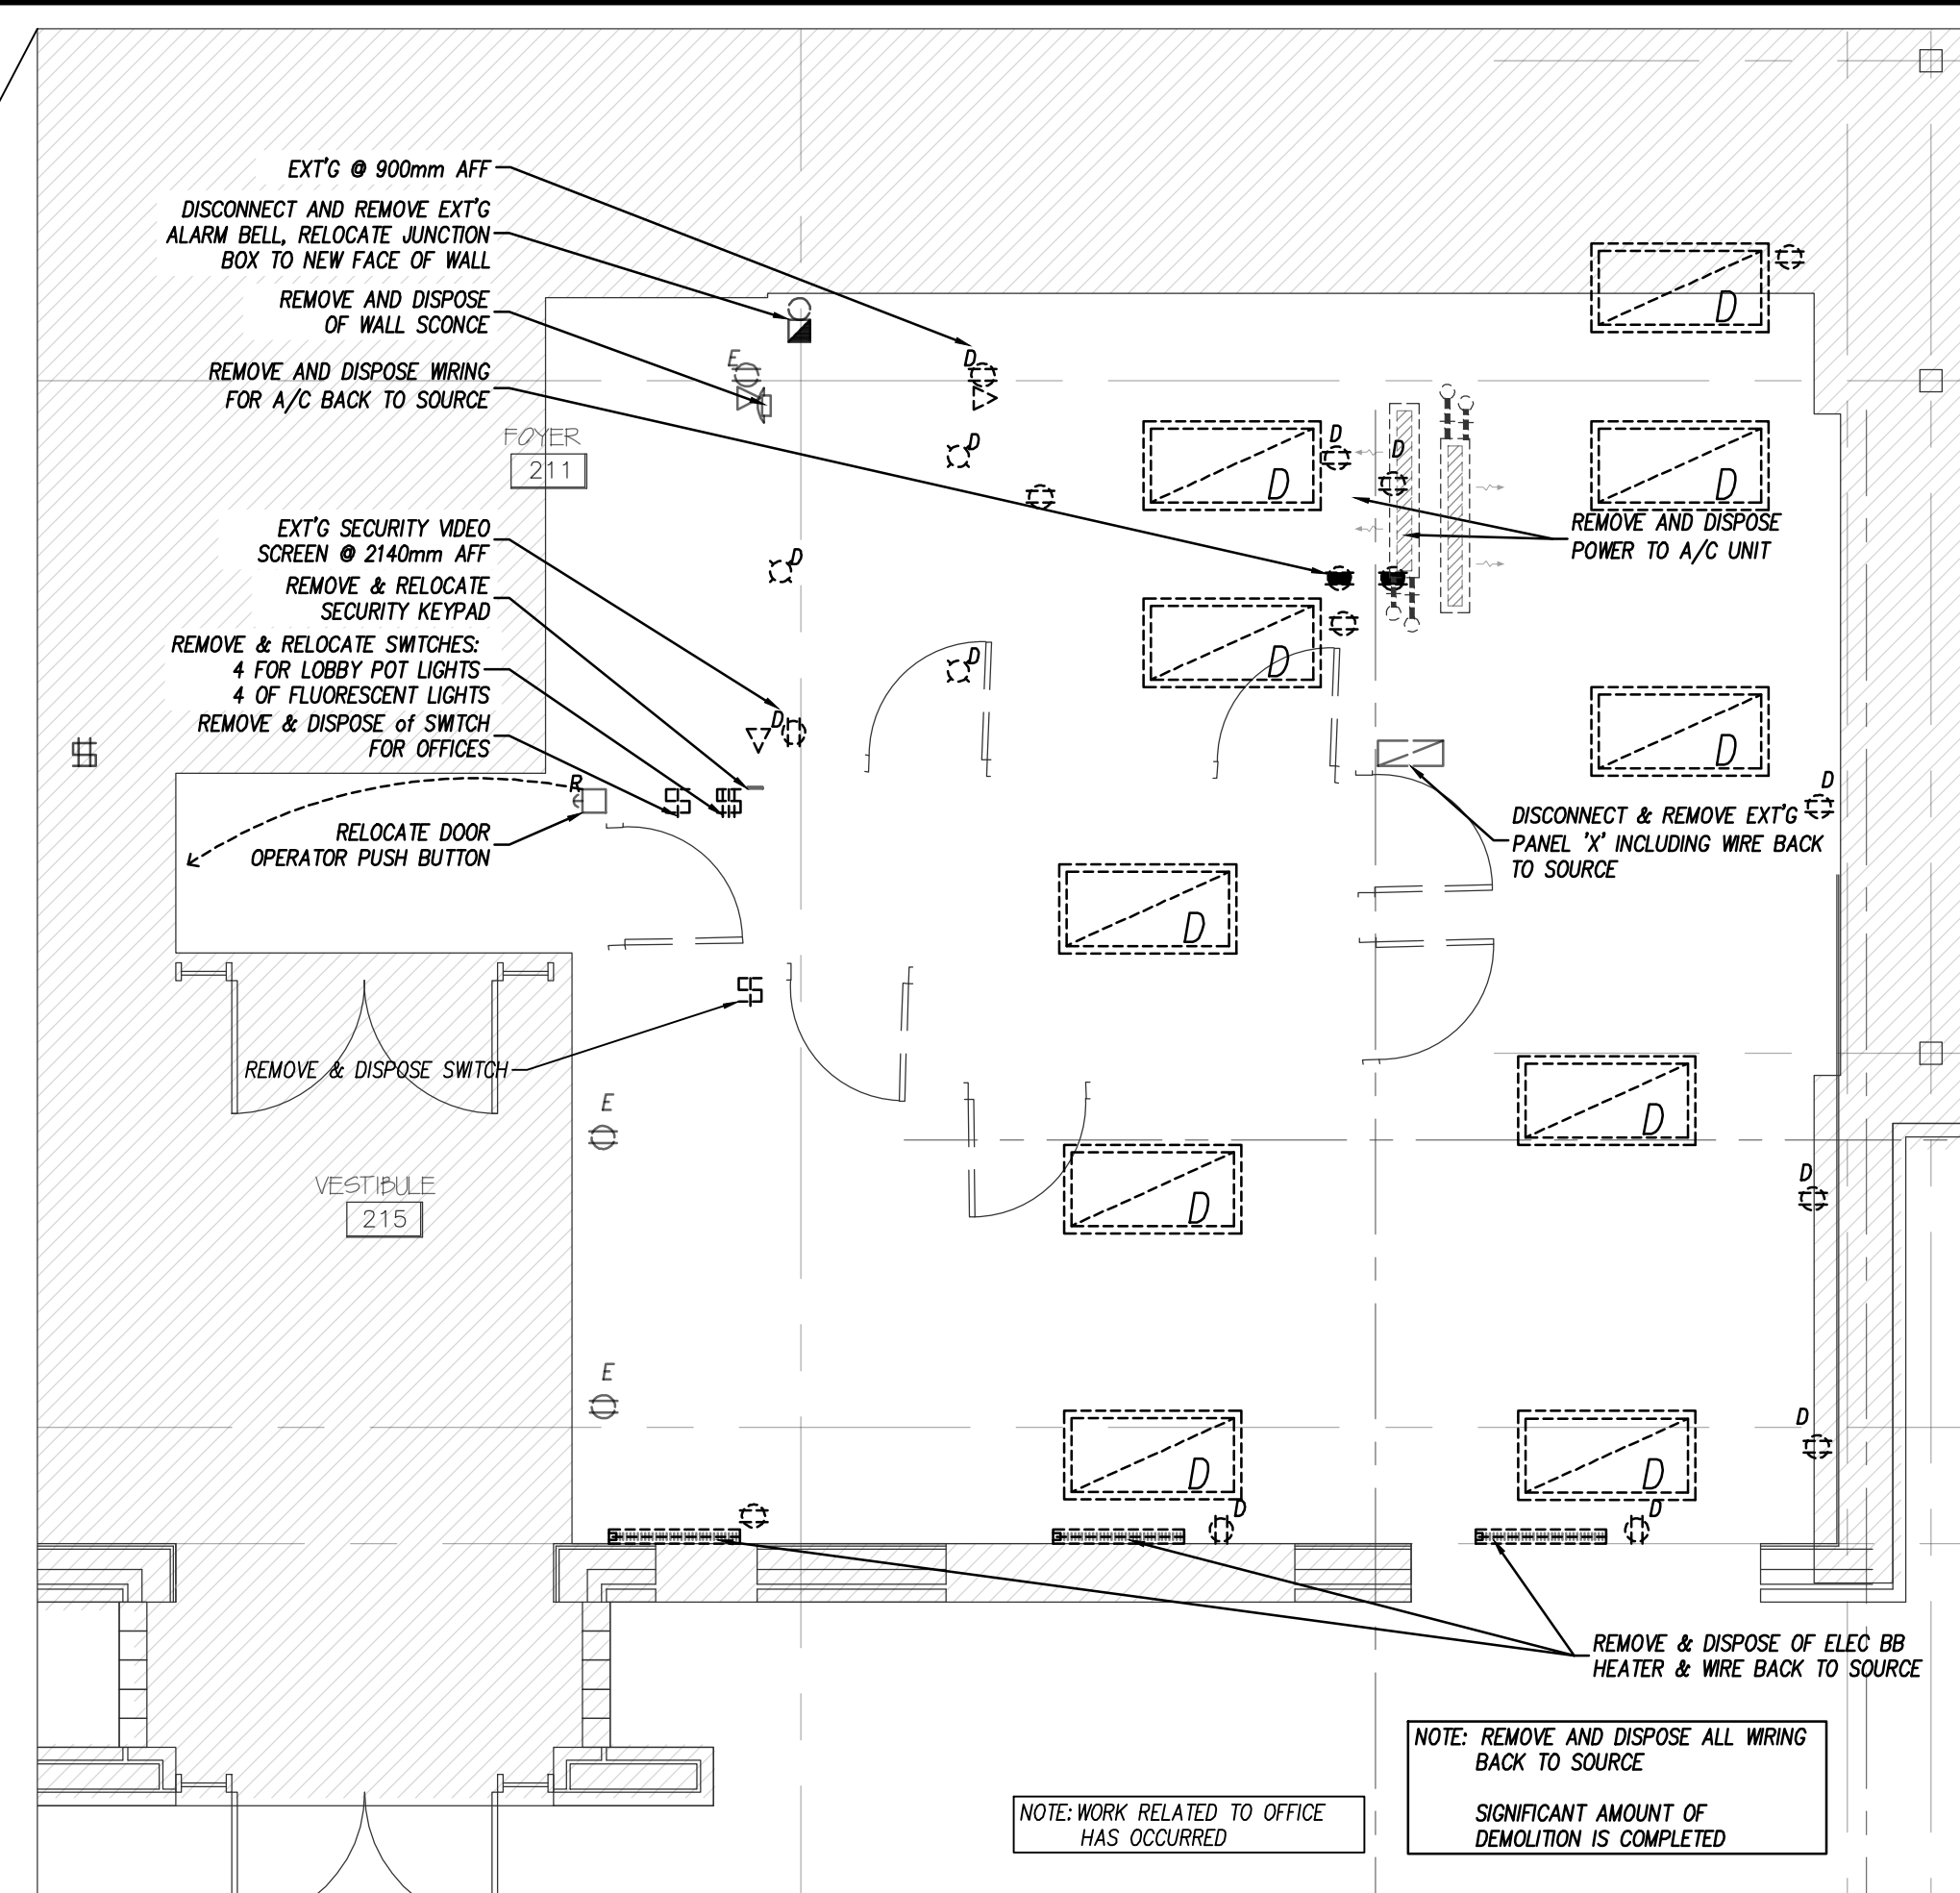 EXT'G @ 900mm AFF
DISCONNECT AND REMOVE EXT'G
ALARM BELL, RELOCATE JUNCTION
BOX TO NEW FACE OF WALL
REMOVE AND DISPOSE
OF WALL SCONCE
REMOVE AND DISPOSE WIRING
FOR A/C BACK TO SOURCE
FOYER
211
EXT'G SECURITY VIDEO
SCREEN @ 2140mm AFF
REMOVE & RELOCATE
SECURITY KEYPAD
REMOVE & RELOCATE SWITCHES:
4 FOR LOBBY POT LIGHTS
4 OF FLUORESCENT LIGHTS
REMOVE & DISPOSE of SWITCH
FOR OFFICES
RELOCATE DOOR
OPERATOR PUSH BUTTON
R
REMOVE & DISPOSE SWITCH
VESTIBULE
215
E
E
E
D
D
D
D
D
D
D
D
D
D
D
D
D
REMOVE AND DISPOSE
POWER TO A/C UNIT
D
D
DISCONNECT & REMOVE EXT'G
PANEL 'X' INCLUDING WIRE BACK
TO SOURCE
D
D
D
D
D
D
D
D
D
REMOVE & DISPOSE OF ELEC BB
HEATER & WIRE BACK TO SOURCE
NOTE: REMOVE AND DISPOSE ALL WIRING
BACK TO SOURCE
SIGNIFICANT AMOUNT OF
DEMOLITION IS COMPLETED
NOTE: WORK RELATED TO OFFICE
HAS OCCURRED